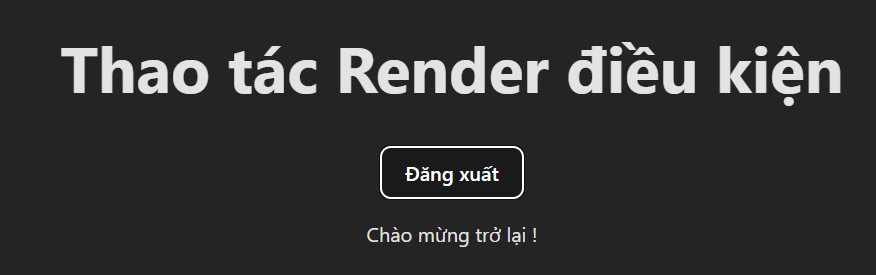 Thao tác Render điều kiện
Đăng xuất
Chào mừng trở lại !